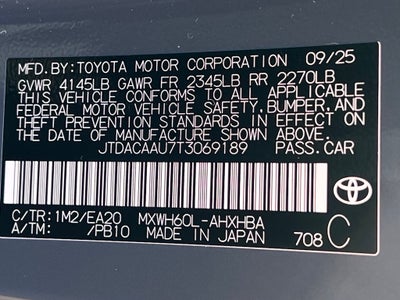 MFD.BY:TOYOTA MOTOR CORPORATION 09/25
GVWR 4145LB GAWR FR 2345LB RR 2270LB
THIS VEHICLE CONFORMS TO ALL APPLICABLE
FEDERAL MOTOR VEHICLE SAFETY,BUMPER,AND
THEFT PREVENTION STANDARDS IN EFFECT ON
THE DATE OF MANUFACTURE SHOWN ABOVE.
JTDACAAU7T3069189 PASS.CAR
TOYOTA
C/TR:1M2/EA20 MXWH60L-AHXHBA
A/TM: /PB10 MADE IN JAPAN 708 C